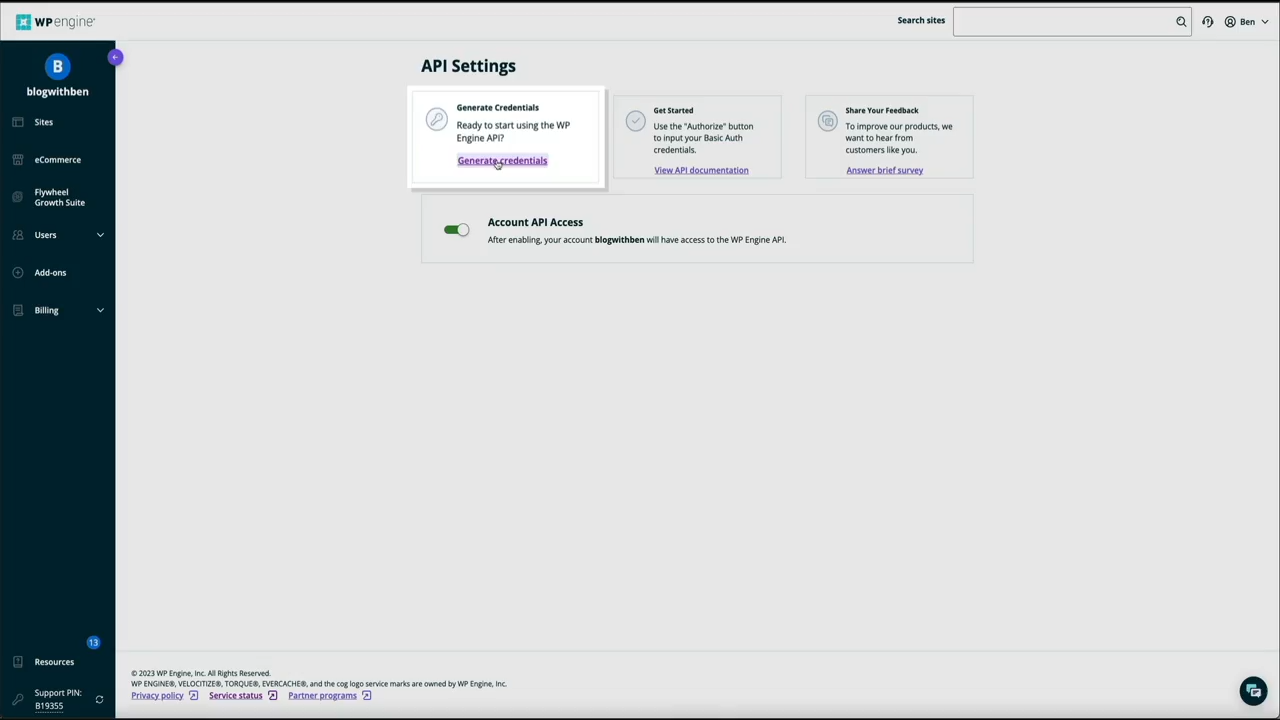 WP engine
Search sites
Ben
B
blogwithben
Sites
eCommerce
Flywheel
Growth Suite
Users
Add-ons
Billing
13
Resources
Support PIN:
B19355
API Settings
Generate Credentials
Ready to start using the WP
Engine API?
Generate credentials
Get Started
Use the "Authorize" button
to input your Basic Auth
credentials.
View API documentation
Share Your Feedback
To improve our products, we
want to hear from
customers like you.
Answer brief survey
Account API Access
After enabling, your account blogwithben will have access to the WP Engine API.
© 2023 WP Engine, Inc. All Rights Reserved.
WP ENGINE®, VELOCITIZE®, TORQUE®, EVERCACHE®, and the cog logo service marks are owned by WP Engine, Inc.
Privacy policy Service status Partner programs